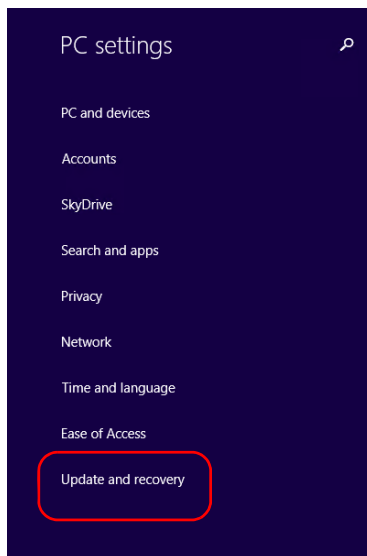 PC settings
PC and devices
Accounts
SkyDrive
Search and apps
Privacy
Network
Time and language
Ease of Access
Update and recovery